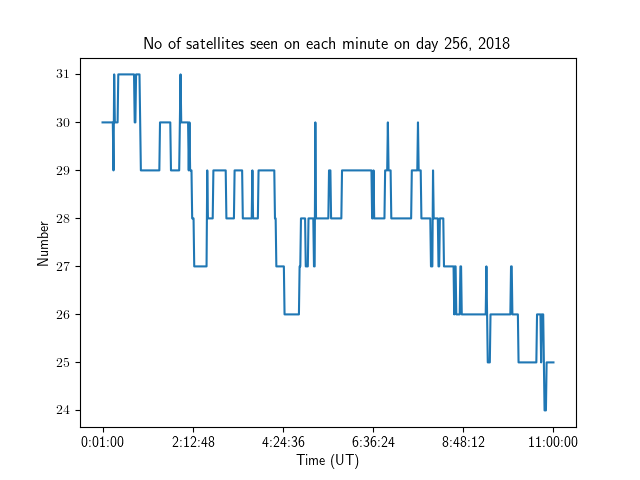 No of satellites seen on each minute on day 256, 2018
31
30
29
28
27
26
25
24
Number
0:01:00 2:12:48 4:24:36 6:36:24 8:48:12 11:00:00
Time (UT)